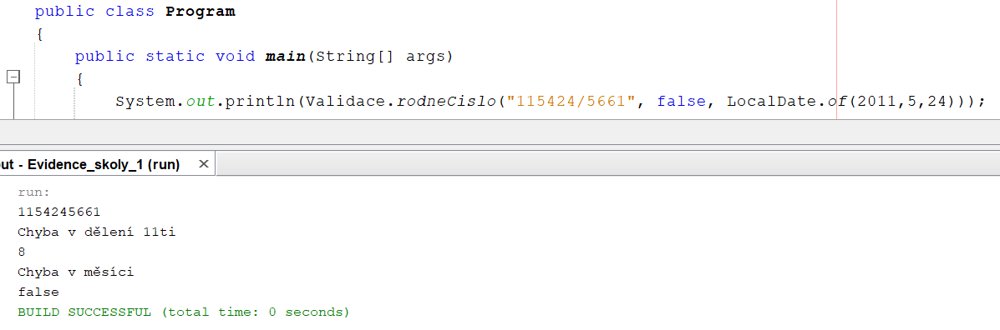 public class Program
{
public static void main(String[] args)
{
System.out.println(Validace.rodneCislo("115424/5661", false, LocalDate.of(2011,5,24)));
ut - Evidence_skoly_1 (run) ×
run:
1154245661
Chyba v dělení 11ti
8
Chyba v měsíci
false
BUILD SUCCESSFUL (total time: 0 seconds)